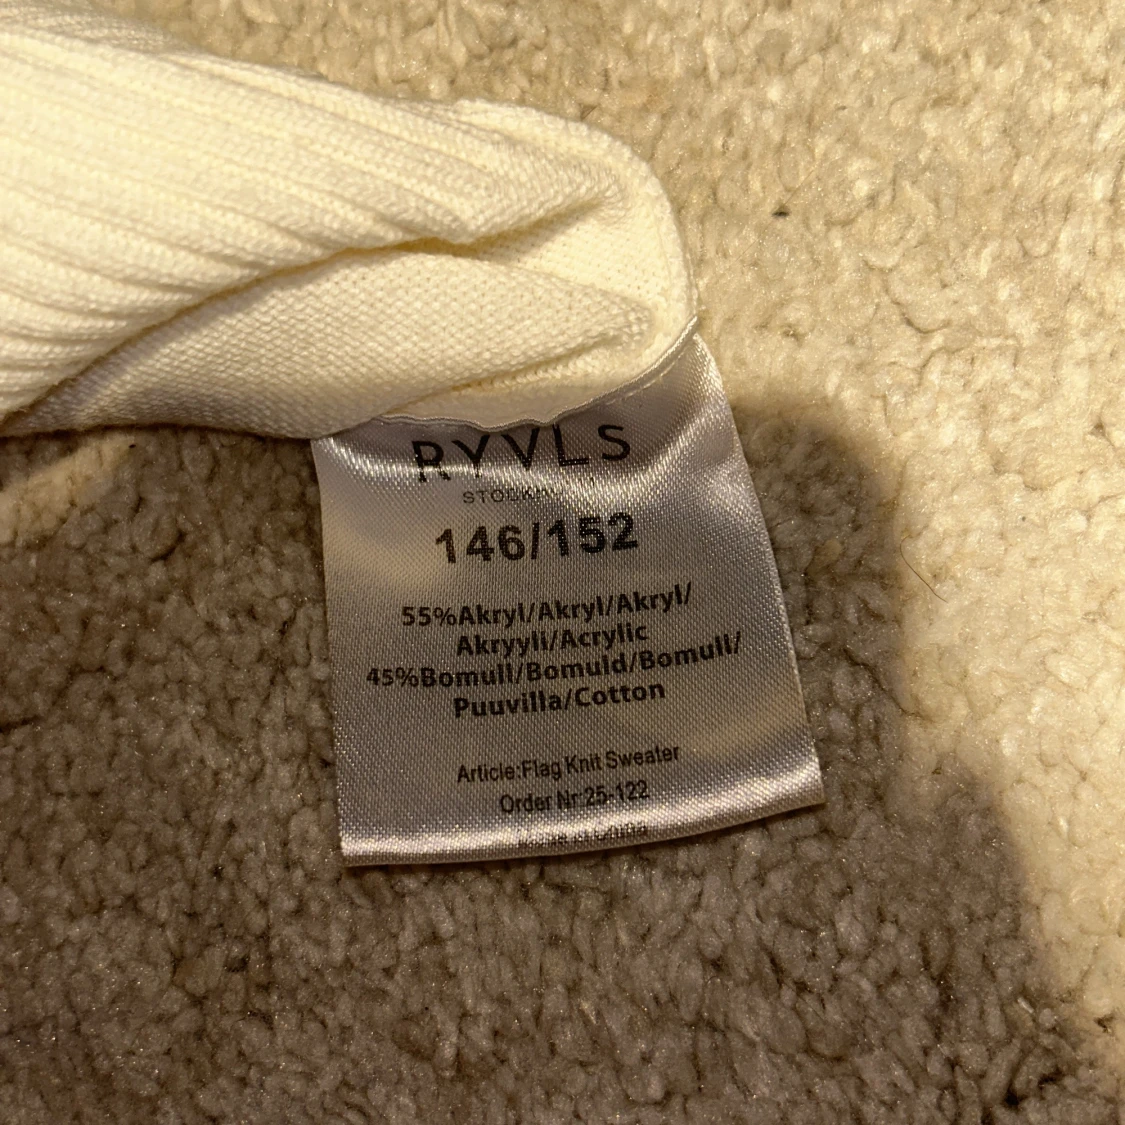 RYVLS
146/152
55%Akryl/Akryl/Akryl/
Akryyli/Acrylic
45%Bomull/Bomuld/Bomull/
Puuvilla/Cotton
Article:Flag Knit Sweater
Order Nr:25-122